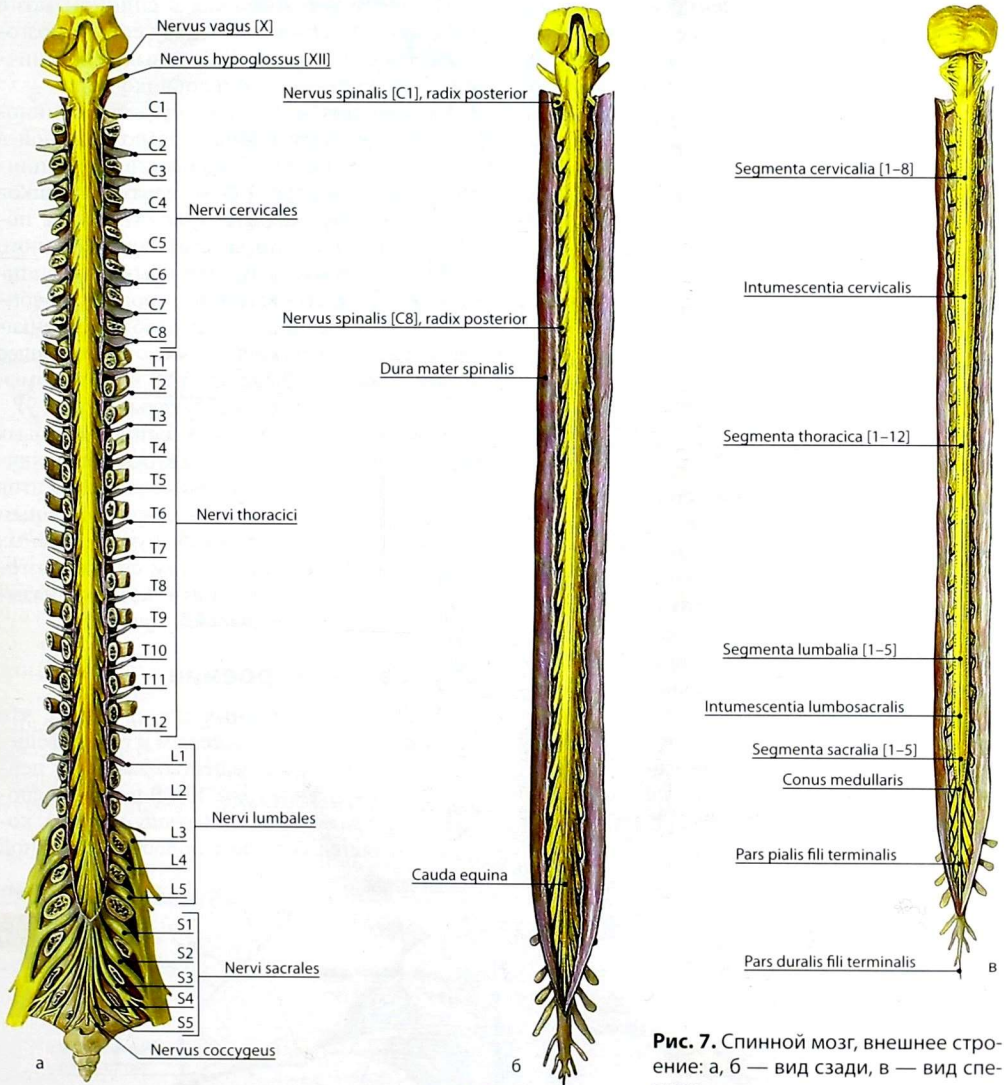 Nervus vagus [X]
Nervus hypoglossus [XII]
C1
C2
C3
C4
C5
C6
C7
C8
Nervi cervicales
T1
T2
T3
T4
T5
T6
T7
T8
T9
T10
T11
T12
Nervi thoracici
L1
L2
L3
L4
L5
Nervi lumbales
S1
S2
S3
S4
S5
Nervi sacrales
Nervus coccygeus
а
Nervus spinalis [C1], radix posterior
Nervus spinalis [C8], radix posterior
Dura mater spinalis
Cauda equina
б
Segmenta cervicalia [1–8]
Intumescentia cervicalis
Segmenta thoracica [1–12]
Segmenta lumbalia [1–5]
Intumescentia lumbosacralis
Segmenta sacralia [1–5]
Conus medullaris
Pars pialis fili terminalis
Pars duralis fili terminalis
в
Рис. 7. Спинной мозг, внешнее стро-
ение: а, б — вид сзади, в — вид спе-